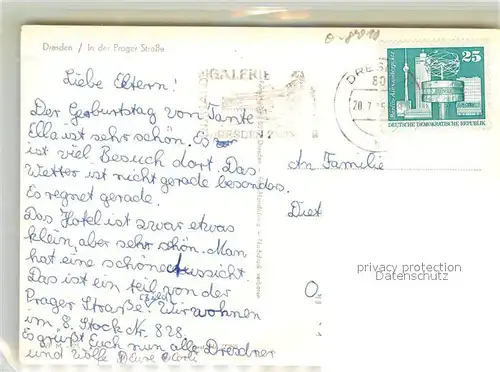 Dresden / In der Prager Straße
GALERIE
DRESDEN
25
DEUTSCHE DEMOKRATISCHE REPUBLIK
Liebe Eltern!
Der Geburtstag von Tante
Ella ist sehr schön. Es
ist viel Besuch dort. Das
Wetter ist nicht gerade besonders.
Es regnet gerade.
Das Hotel ist zwar etwas
klein, aber sehr schön. Man
hat eine schöne Aussicht.
Das ist ein teil von der
Prager Straße. Wir wohnen
im 8. Stock Nr. 828.
Es grüßt Euch nun alle Dresdner
und
An Familie
privacy protection
Datenschutz